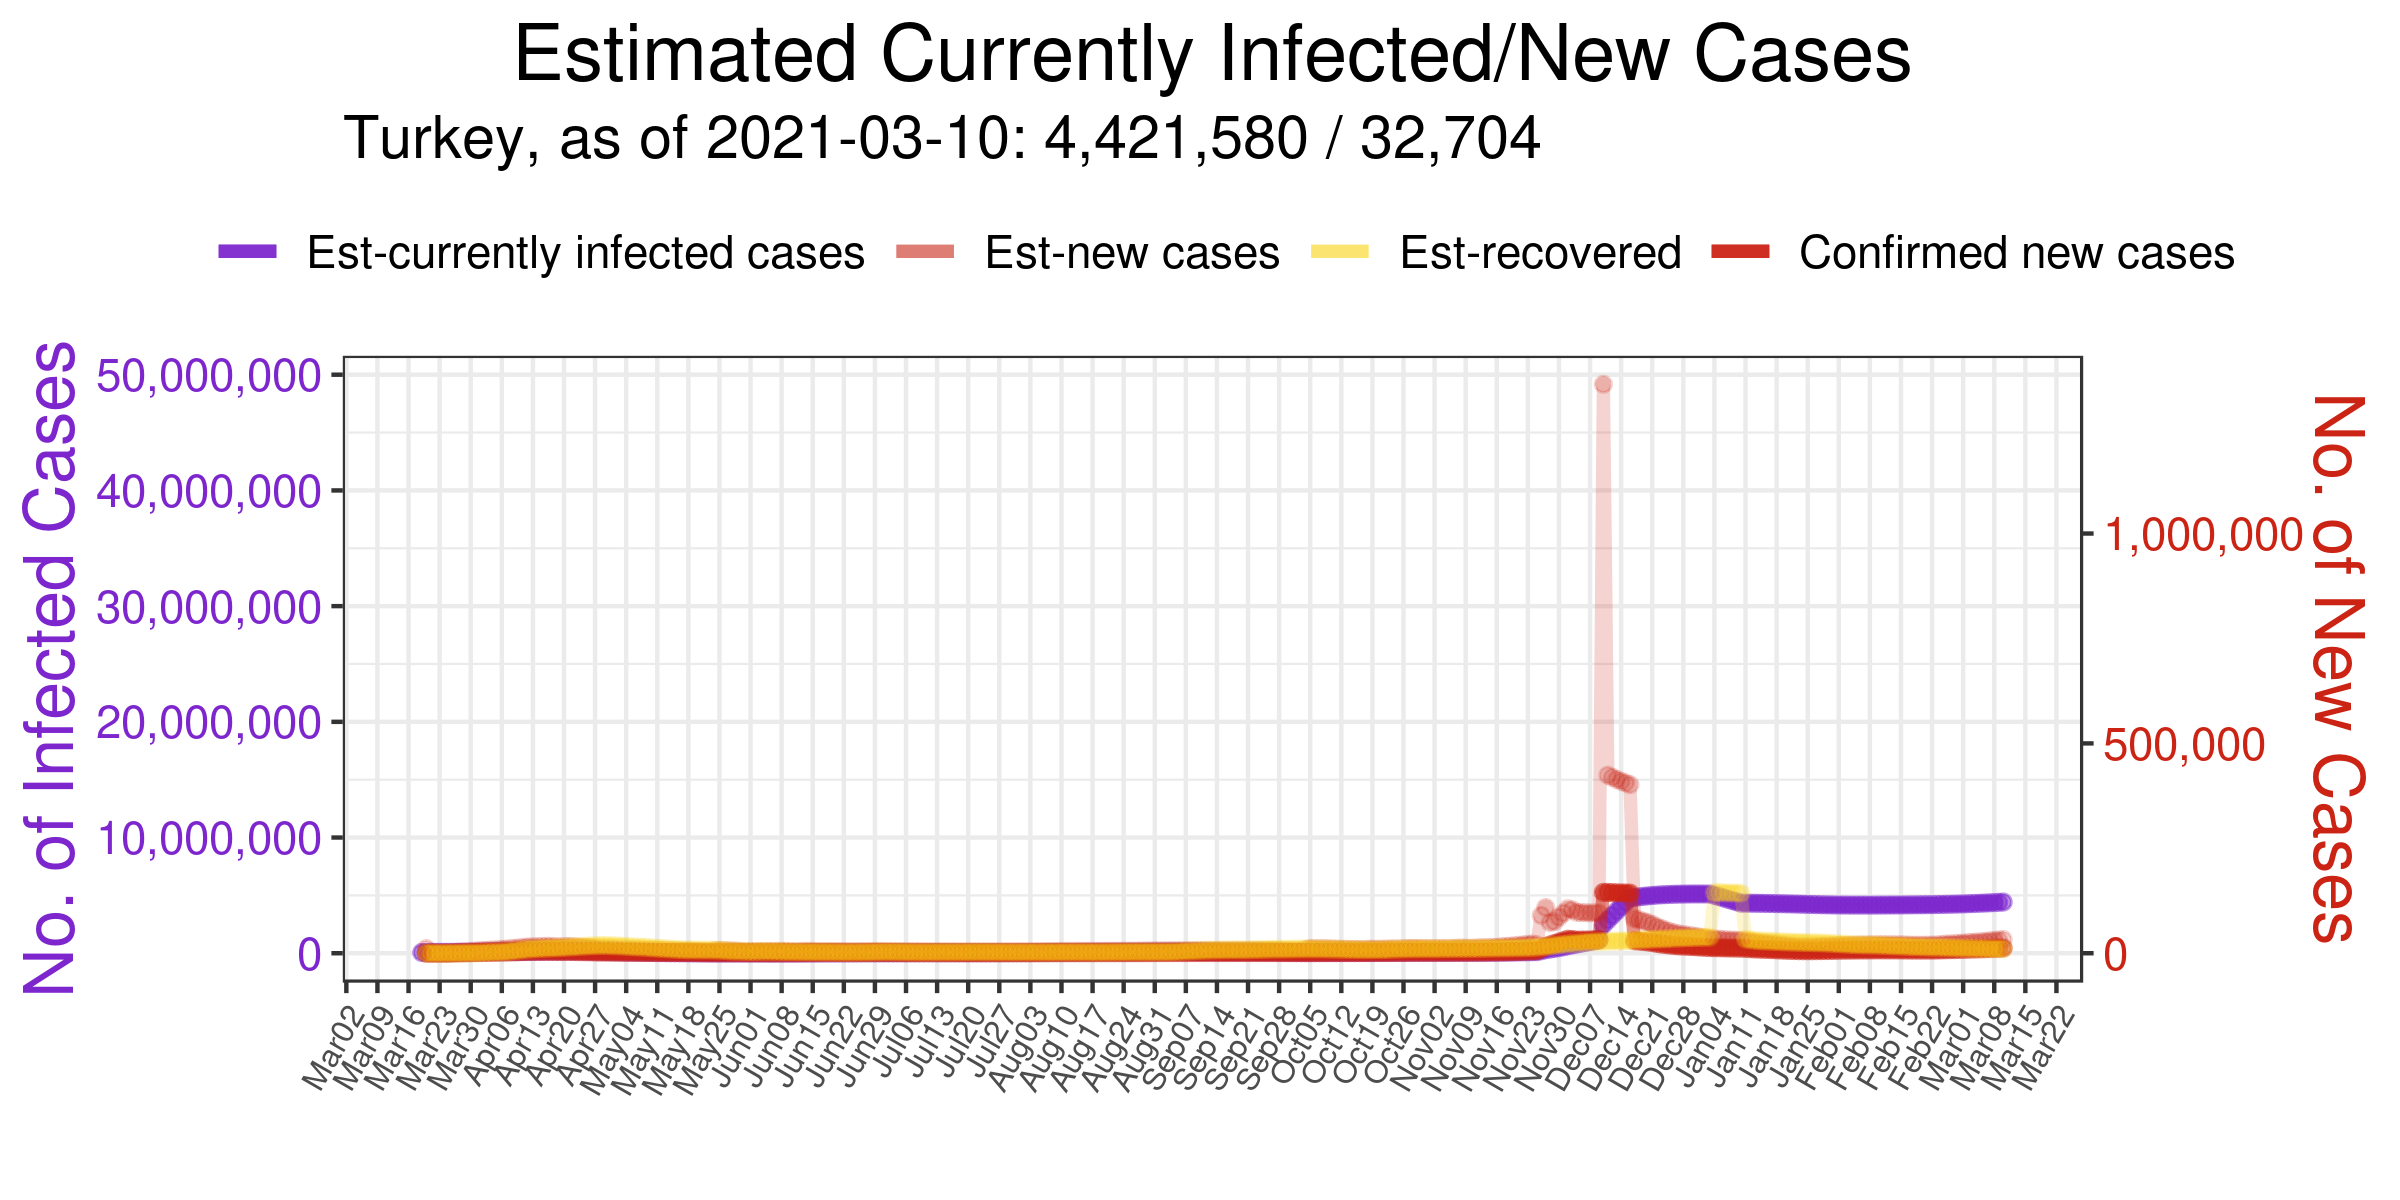 Estimated Currently Infected/New Cases
Turkey, as of 2021-03-10: 4,421,580 / 32,704
Est-currently infected cases Est-new cases Est-recovered Confirmed new cases
No. of Infected Cases
50,000,000
40,000,000
30,000,000
20,000,000
10,000,000
0
1,000,000
500,000
0
No. of New Cases
Mar02 Mar09 Mar16 Mar23 Mar30 Apr06 Apr13 Apr20 Apr27 May04 May11 May18 May25 Jun01 Jun08 Jun15 Jun22 Jun29 Jul06 Jul13 Jul20 Jul27 Aug03 Aug10 Aug17 Aug24 Aug31 Sep07 Sep14 Sep21 Sep28 Oct05 Oct12 Oct19 Oct26 Nov02 Nov09 Nov16 Nov23 Nov30 Dec07 Dec14 Dec21 Dec28 Jan04 Jan11 Jan18 Jan25 Feb01 Feb08 Feb15 Feb22 Mar01 Mar08 Mar15 Mar22